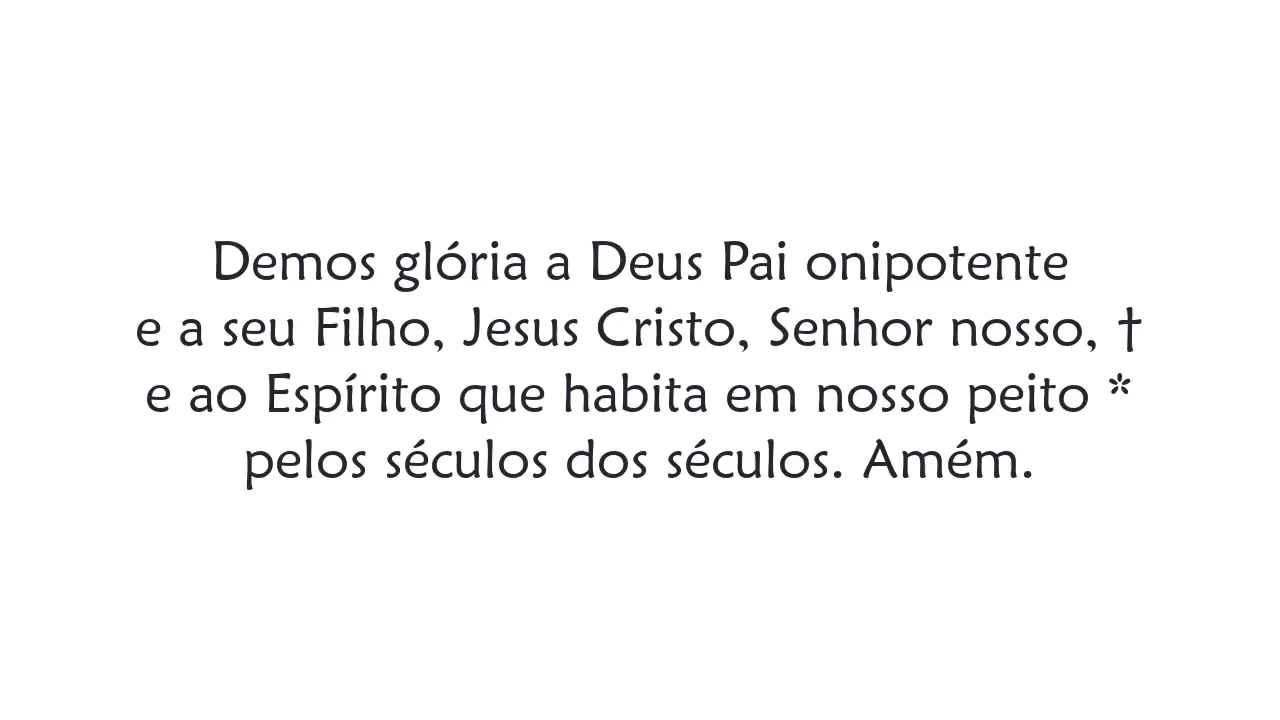 Demos glória a Deus Pai onipotente
e a seu Filho, Jesus Cristo, Senhor nosso, †
e ao Espírito que habita em nosso peito *
pelos séculos dos séculos. Amém.